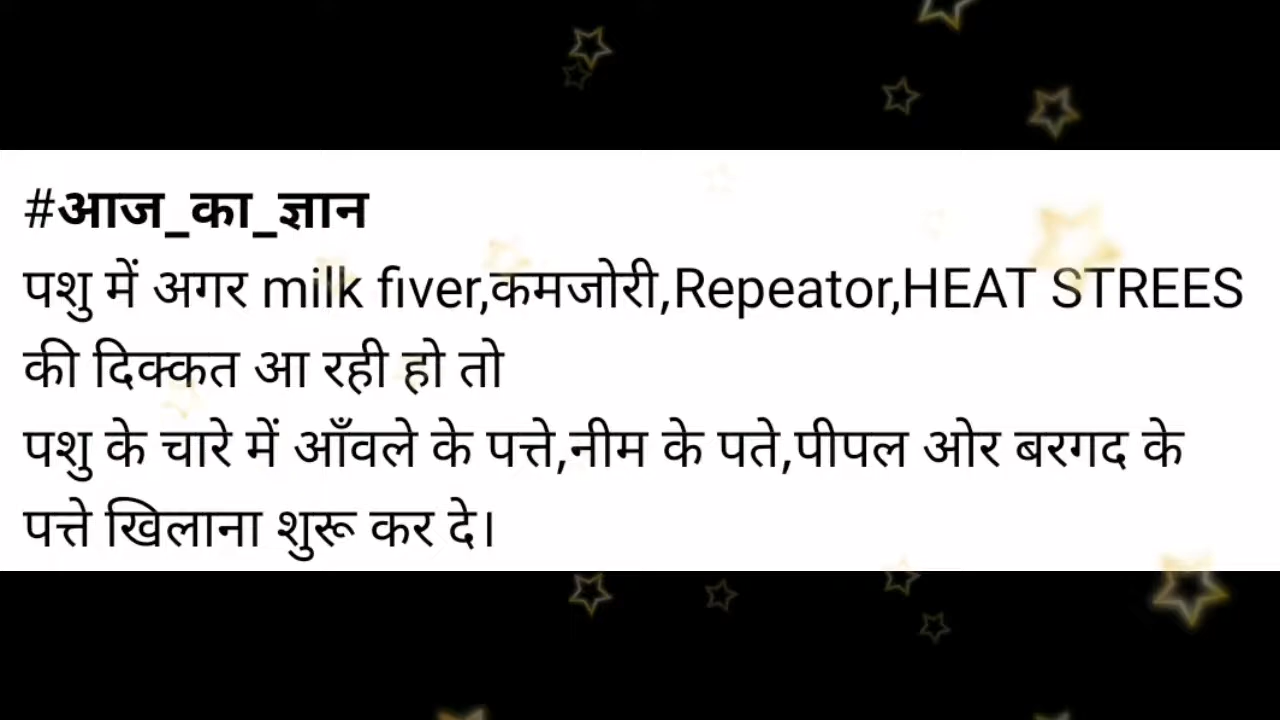 #आज_का_ज्ञान
पशु में अगर milk fiver,कमजोरी,Repeator,HEAT STREES
की दिक्कत आ रही हो तो
पशु के चारे में आँवले के पत्ते,नीम के पते,पीपल ओर बरगद के
पत्ते खिलाना शुरू कर दे।